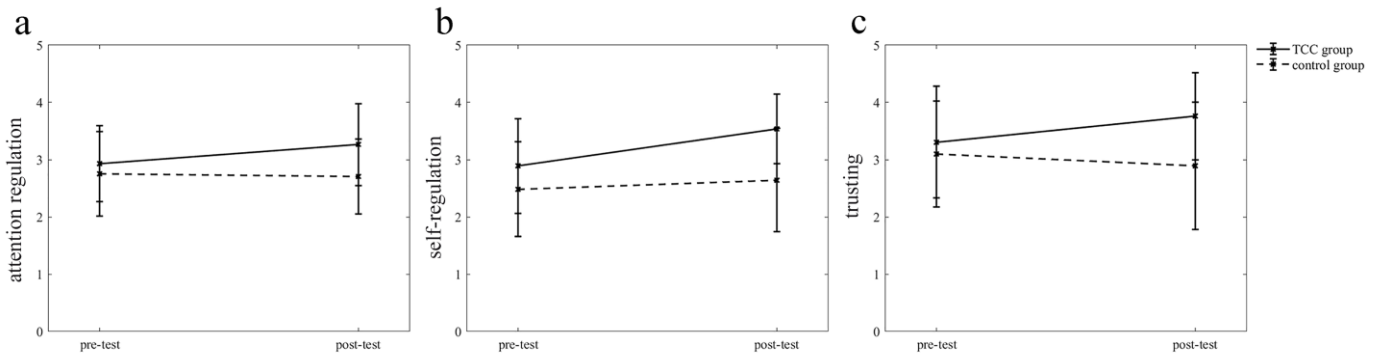 a
attention regulation
5
4
3
2
1
0
pre-test
post-test
b
self-regulation
5
4
3
2
1
0
pre-test
post-test
c
trusting
5
4
3
2
1
0
pre-test
post-test
TCC group
control group